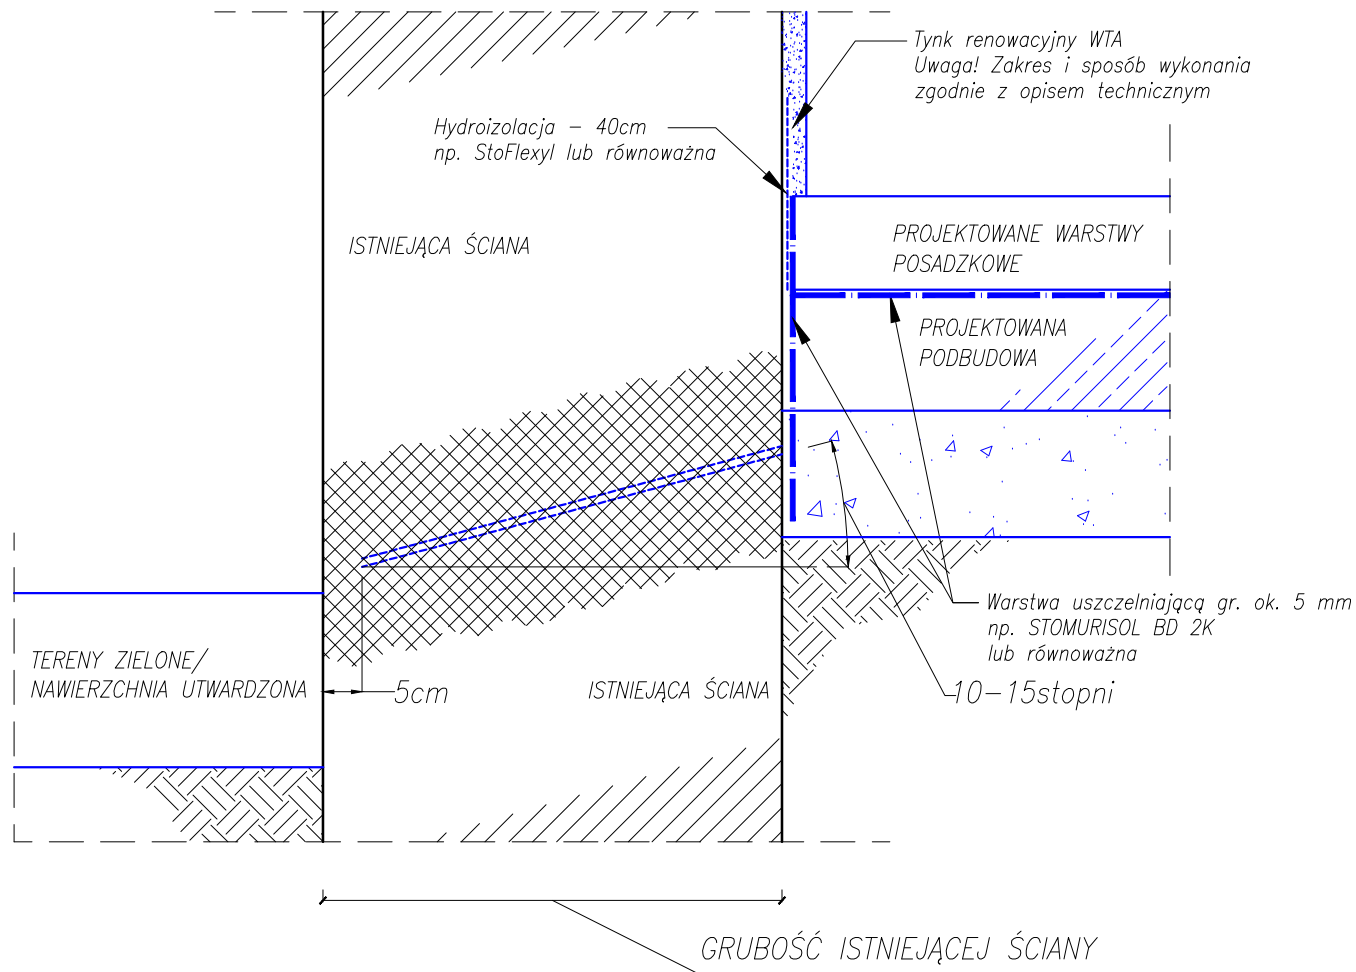 Tynk renowacyjny WTA
Uwaga! Zakres i sposób wykonania
zgodnie z opisem technicznym
Hydroizolacja – 40cm
np. StoFlexyl lub równoważna
ISTNIEJĄCA ŚCIANA
PROJEKTOWANE WARSTWY
POSADZKOWE
PROJEKTOWANA
PODBUDOWA
Warstwa uszczelniającą gr. ok. 5 mm
np. STOMURISOL BD 2K
lub równoważna
TERENY ZIELONE/
NAWIERZCHNIA UTWARDZONA
5cm
ISTNIEJĄCA ŚCIANA
10–15stopni
GRUBOŚĆ ISTNIEJĄCEJ ŚCIANY